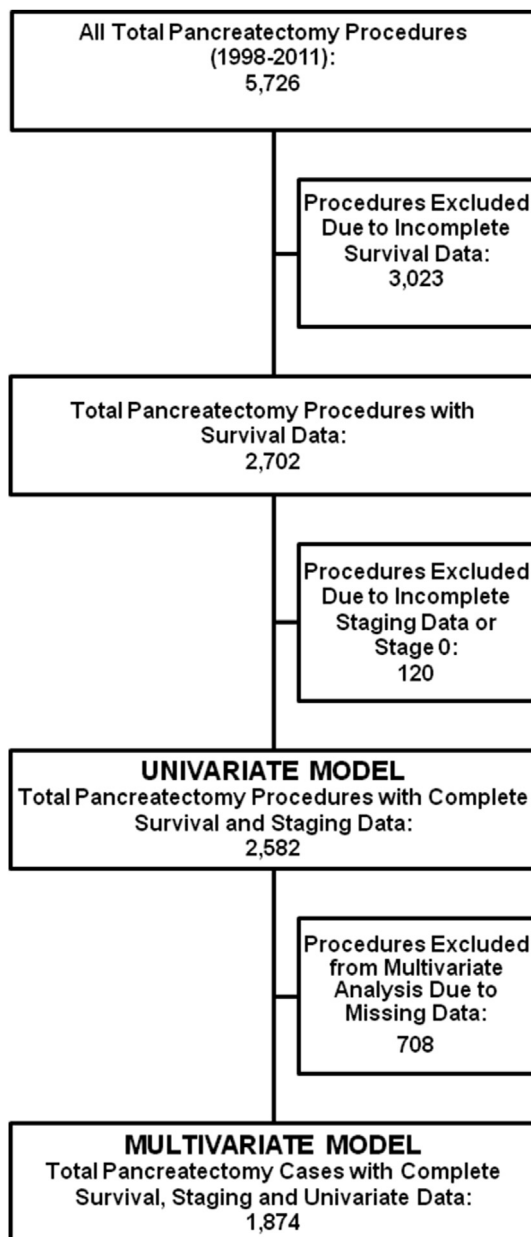 All Total Pancreatectomy Procedures
(1998-2011):
5,726
Procedures Excluded
Due to Incomplete
Survival Data:
3,023
Total Pancreatectomy Procedures with
Survival Data:
2,702
Procedures Excluded
Due to Incomplete
Staging Data or
Stage 0:
120
UNIVARIATE MODEL
Total Pancreatectomy Procedures with Complete
Survival and Staging Data:
2,582
Procedures Excluded
from Multivariate
Analysis Due to
Missing Data:
708
MULTIVARIATE MODEL
Total Pancreatectomy Cases with Complete
Survival, Staging and Univariate Data:
1,874